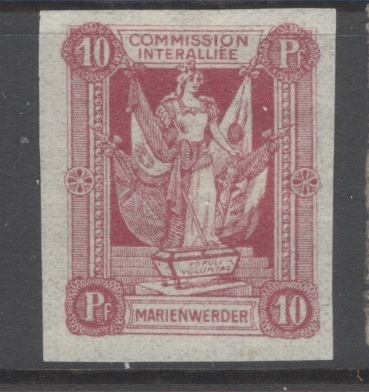 10 COMMISSION Pf
INTERALLIÉE
POPULI
VOLUNTAS
Pf MARIENWERDER 10